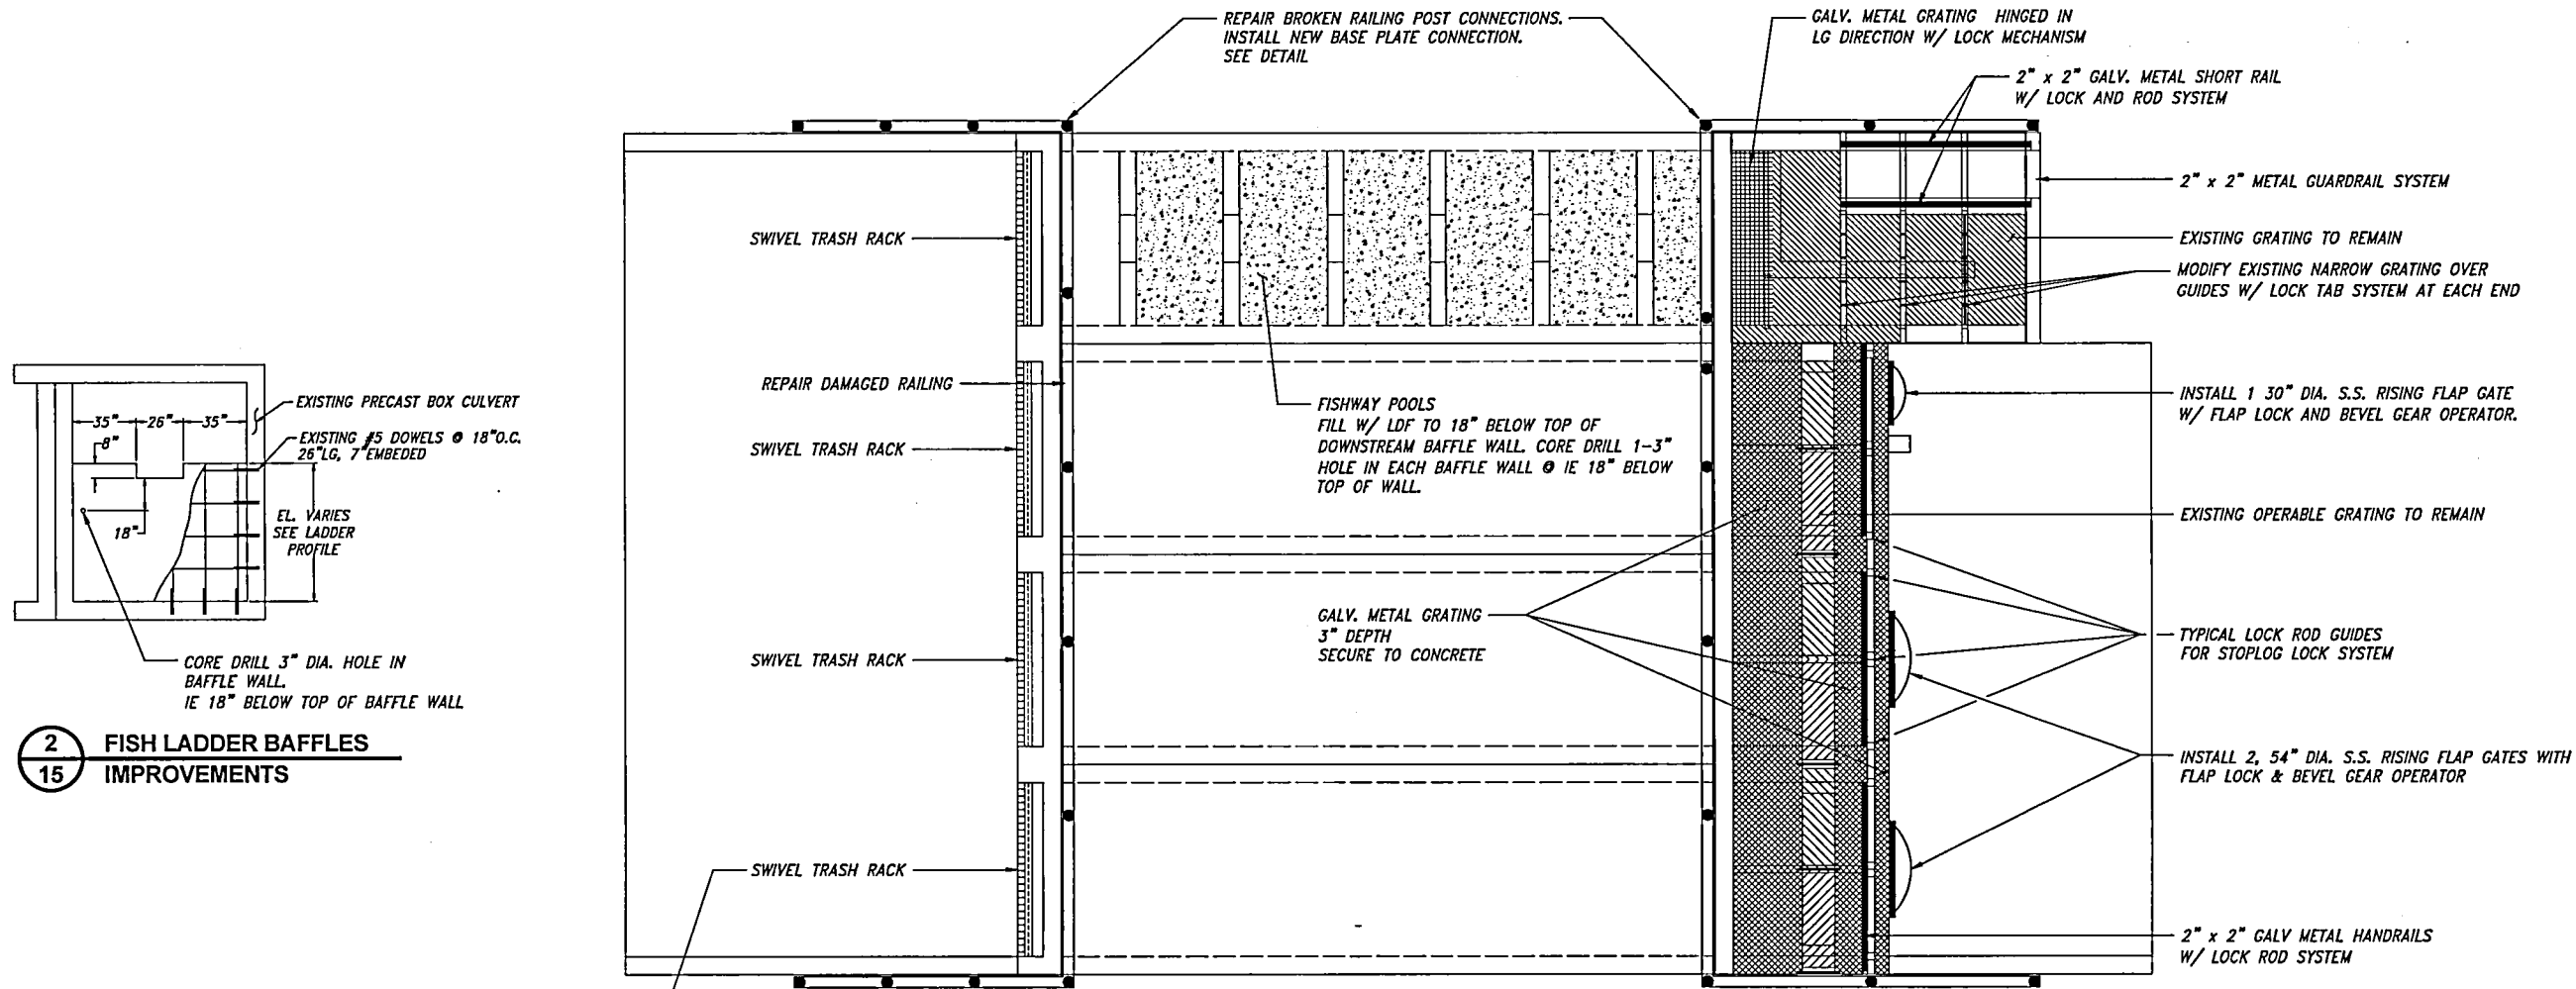 REPAIR BROKEN RAILING POST CONNECTIONS.
INSTALL NEW BASE PLATE CONNECTION.
SEE DETAIL
GALV. METAL GRATING HINGED IN
LG DIRECTION W/ LOCK MECHANISM
2" x 2" GALV. METAL SHORT RAIL
W/ LOCK AND ROD SYSTEM
2" x 2" METAL GUARDRAIL SYSTEM
SWIVEL TRASH RACK
EXISTING GRATING TO REMAIN
MODIFY EXISTING NARROW GRATING OVER
GUIDES W/ LOCK TAB SYSTEM AT EACH END
REPAIR DAMAGED RAILING
INSTALL 1 30" DIA. S.S. RISING FLAP GATE
W/ FLAP LOCK AND BEVEL GEAR OPERATOR.
FISHWAY POOLS
FILL W/ LDF TO 18" BELOW TOP OF
DOWNSTREAM BAFFLE WALL. CORE DRILL 1-3"
HOLE IN EACH BAFFLE WALL @ IE 18" BELOW
TOP OF WALL.
SWIVEL TRASH RACK
EXISTING PRECAST BOX CULVERT
35" 26" 35"
8"
EXISTING #5 DOWELS @ 18"O.C.
26"LG, 7"EMBEDED
EL. VARIES
SEE LADDER
PROFILE
18"
EXISTING OPERABLE GRATING TO REMAIN
GALV. METAL GRATING
3" DEPTH
SECURE TO CONCRETE
TYPICAL LOCK ROD GUIDES
FOR STOPLOG LOCK SYSTEM
SWIVEL TRASH RACK
CORE DRILL 3" DIA. HOLE IN
BAFFLE WALL.
IE 18" BELOW TOP OF BAFFLE WALL
2 FISH LADDER BAFFLES
15 IMPROVEMENTS
INSTALL 2, 54" DIA. S.S. RISING FLAP GATES WITH
FLAP LOCK & BEVEL GEAR OPERATOR
SWIVEL TRASH RACK
2" x 2" GALV METAL HANDRAILS
W/ LOCK ROD SYSTEM